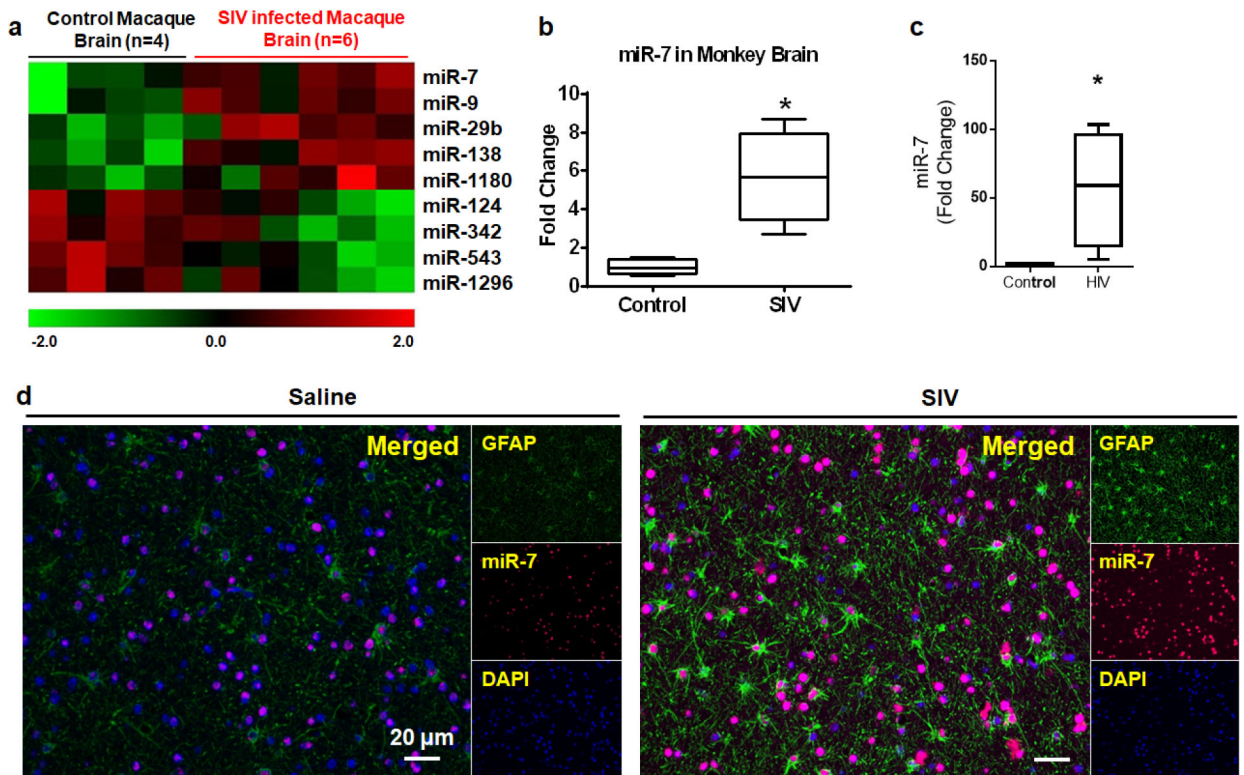 a
Control Macaque
Brain (n=4)
SIV infected Macaque
Brain (n=6)
miR-7
miR-9
miR-29b
miR-138
miR-1180
miR-124
miR-342
miR-543
miR-1296
-2.0
0.0
2.0
b
miR-7 in Monkey Brain
Fold Change
10
8
6
4
2
0
*
Control
SIV
c
miR-7
(Fold Change)
150
100
50
0
*
Control
HIV
d
Saline
Merged
GFAP
miR-7
DAPI
20 µm
SIV
Merged
GFAP
miR-7
DAPI